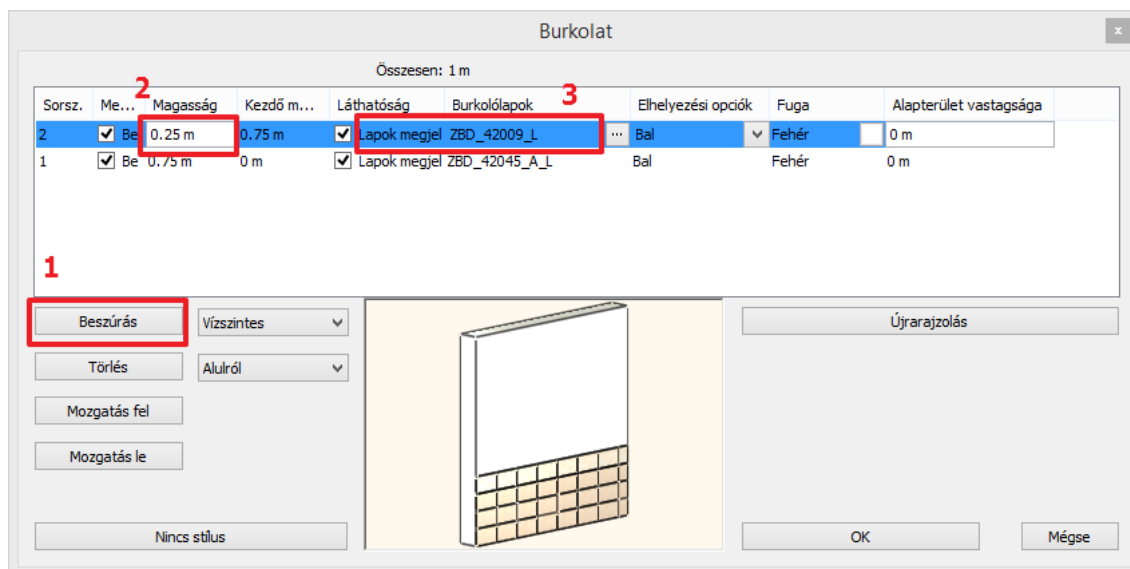 Burkolat
x
Összesen: 1 m
2
3
Sorsz. Me... Magasság Kezdő m... Láthatóság Burkolólapok Elhelyezési opciók Fuga Alapterület vastagsága
2 Be 0.25 m 0.75 m Lapok megjel ZBD_42009_L ... Bal Fehér 0 m
1 Be 0.75 m 0 m Lapok megjel ZBD_42045_A_L Bal Fehér 0 m
1
Beszúrás Vízszintes Újrarajzolás
Törlés Alulról
Mozgatás fel
Mozgatás le
Nincs stílus OK Mégse